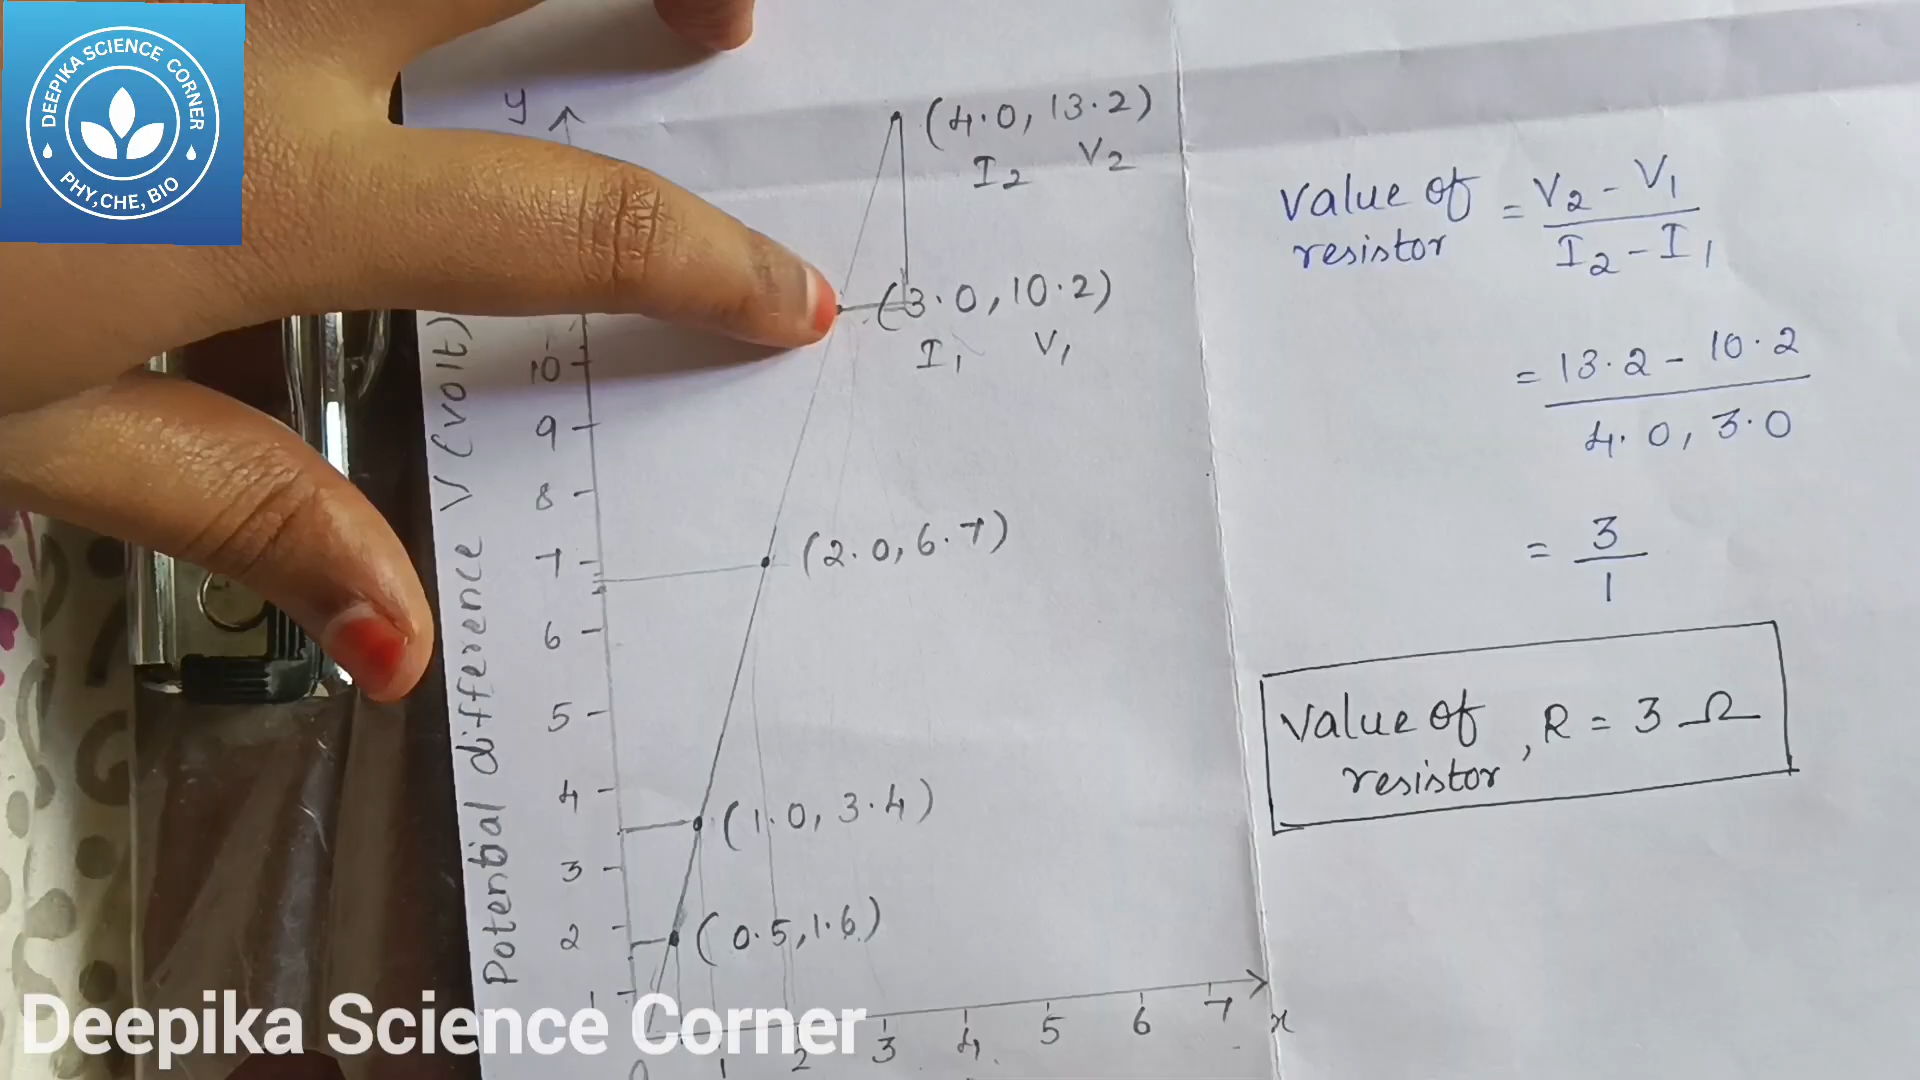 DEEPIKA SCIENCE CORNER
PHY,CHE, BIO
y
(4.0, 13.2)
I2 V2
(3.0, 10.2)
I1 V1
(2.0, 6.7)
(1.0, 3.4)
(0.5, 1.6)
Potential difference V (volt)
10
9
8
7
6
5
4
3
2
1
0
1 2 3 4 5 6 7 x
Value of resistor = V2 - V1 / I2 - I1
= 13.2 - 10.2 / 4.0, 3.0
= 3 / 1
Value of resistor, R = 3 Ω
Deepika Science Corner